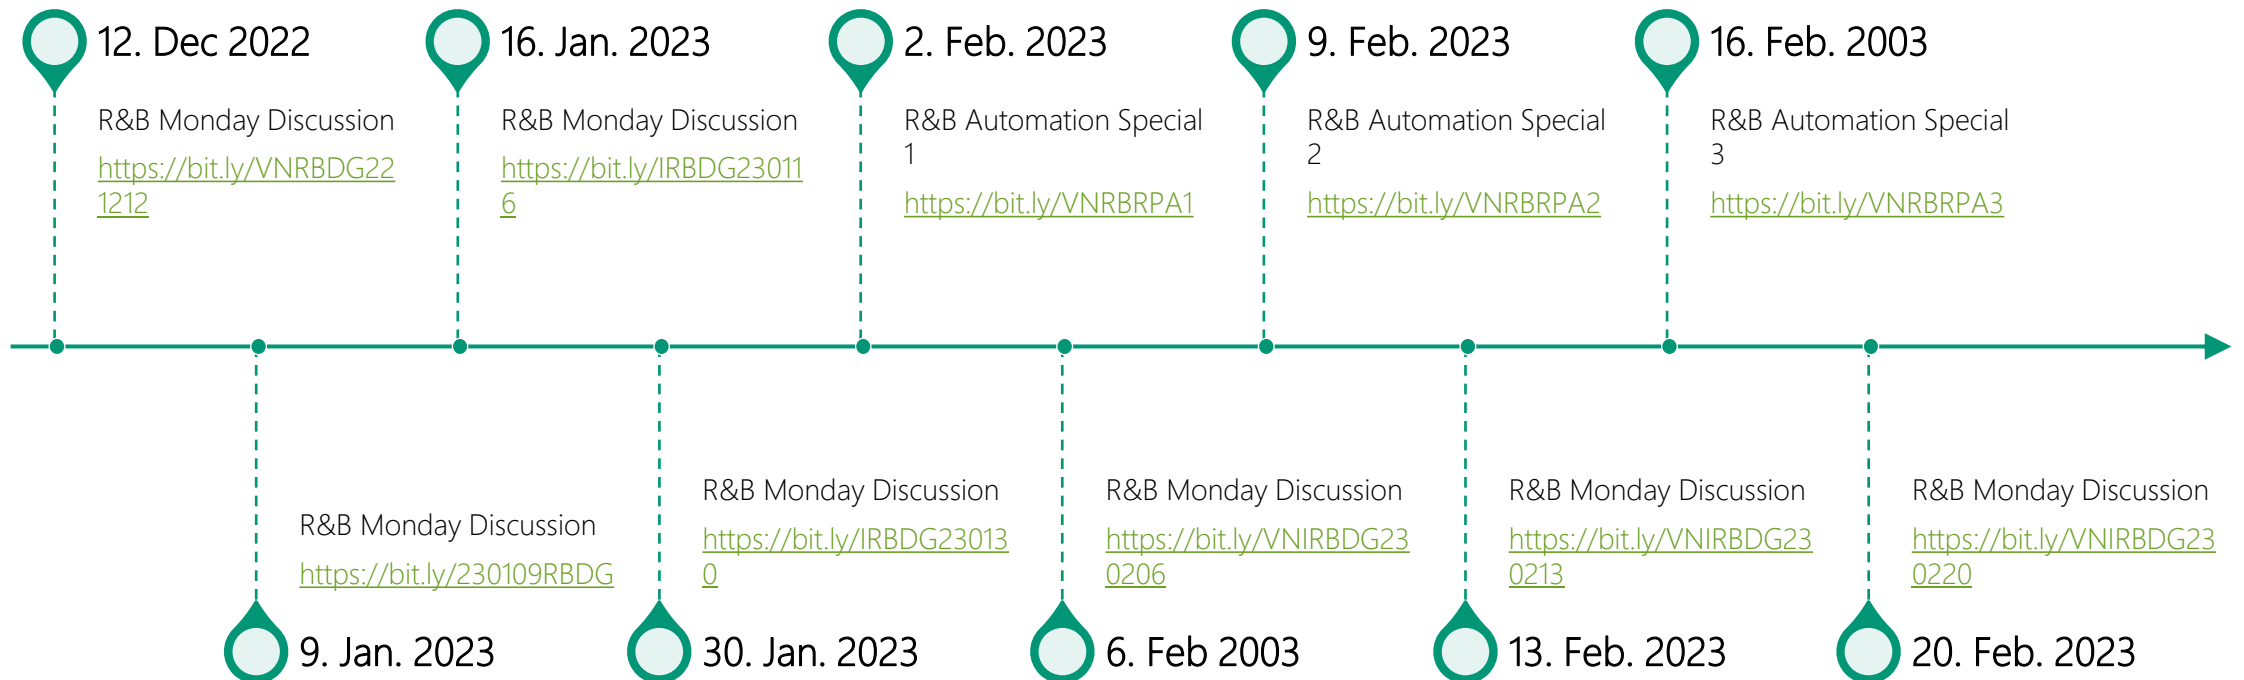 12. Dec 2022
R&B Monday Discussion
https://bit.ly/VNRBDG22
1212
9. Jan. 2023
R&B Monday Discussion
https://bit.ly/230109RBDG
16. Jan. 2023
R&B Monday Discussion
https://bit.ly/IRBDG23011
6
30. Jan. 2023
R&B Monday Discussion
https://bit.ly/IRBDG23013
0
2. Feb. 2023
R&B Automation Special
1
https://bit.ly/VNRBRPA1
6. Feb 2003
R&B Monday Discussion
https://bit.ly/VNIRBDG23
0206
9. Feb. 2023
R&B Automation Special
2
https://bit.ly/VNRBRPA2
13. Feb. 2023
R&B Monday Discussion
https://bit.ly/VNIRBDG23
0213
16. Feb. 2003
R&B Automation Special
3
https://bit.ly/VNRBRPA3
20. Feb. 2023
R&B Monday Discussion
https://bit.ly/VNIRBDG23
0220